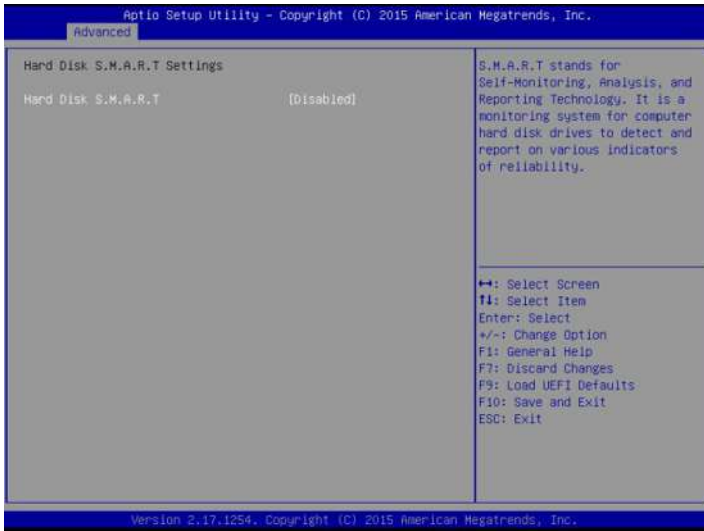 Aptio Setup Utility - Copyright (C) 2015 American Megatrends, Inc.
Advanced
Hard Disk S.M.A.R.T Settings
Hard Disk S.M.A.R.T [Disabled]
S.M.A.R.T stands for
Self-Monitoring, Analysis, and
Reporting Technology. It is a
monitoring system for computer
hard disk drives to detect and
report on various indicators
of reliability.
↔: Select Screen
↑↓: Select Item
Enter: Select
+/-: Change Option
F1: General Help
F7: Discard Changes
F9: Load UEFI Defaults
F10: Save and Exit
ESC: Exit
Version 2.17.1254. Copyright (C) 2015 American Megatrends, Inc.